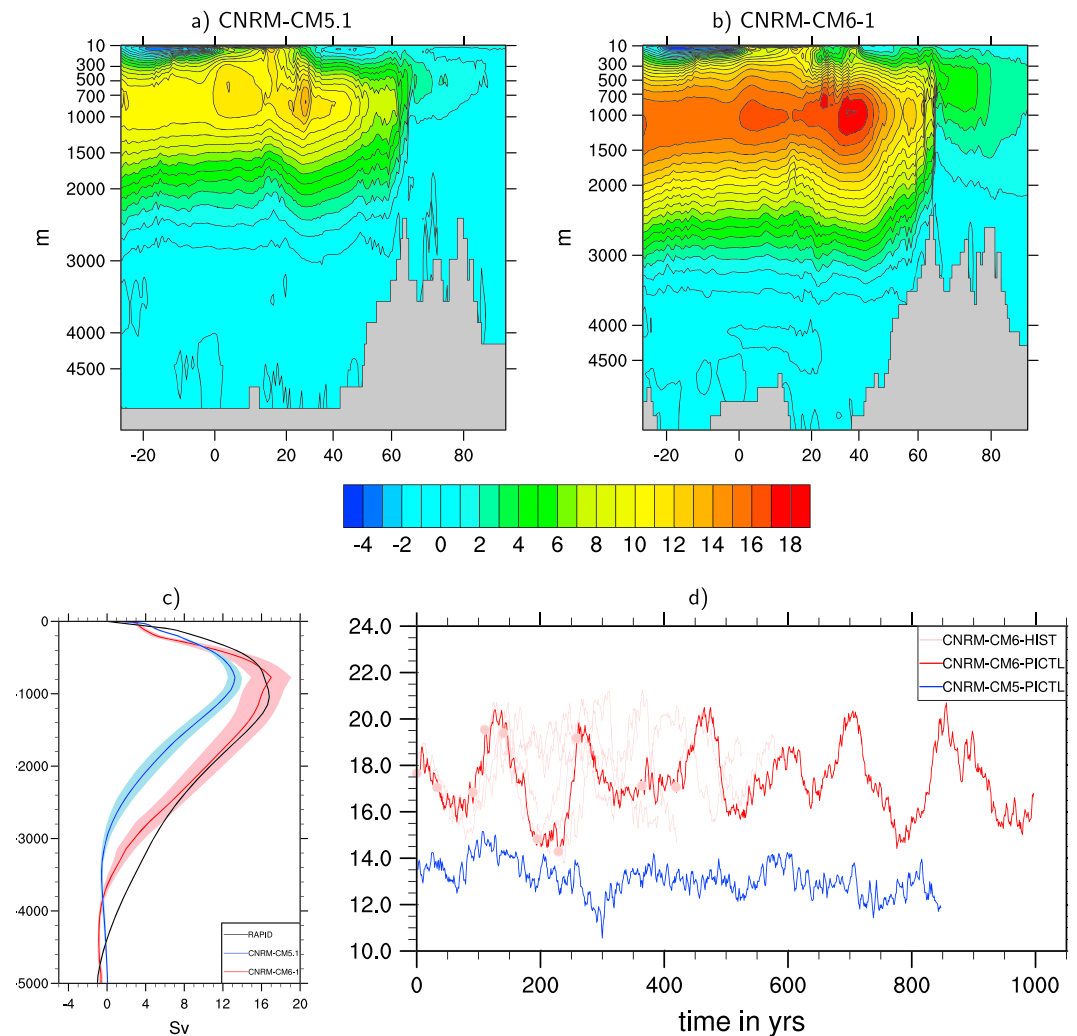 a) CNRM-CM5.1
b) CNRM-CM6-1
10
300
500
700
1000
1500
2000
3000
4000
4500
m
-20 0 20 40 60 80
10
300
500
700
1000
1500
2000
3000
4000
4500
m
-20 0 20 40 60 80
-4 -2 0 2 4 6 8 10 12 14 16 18
c)
0
-1000
-2000
-3000
-4000
-5000
-4 0 4 8 12 16 20
Sv
RAPID
CNRM-CM5.1
CNRM-CM6-1
d)
24.0
22.0
20.0
18.0
16.0
14.0
12.0
10.0
0 200 400 600 800 1000
time in yrs
CNRM-CM6-HIST
CNRM-CM6-PICTL
CNRM-CM5-PICTL